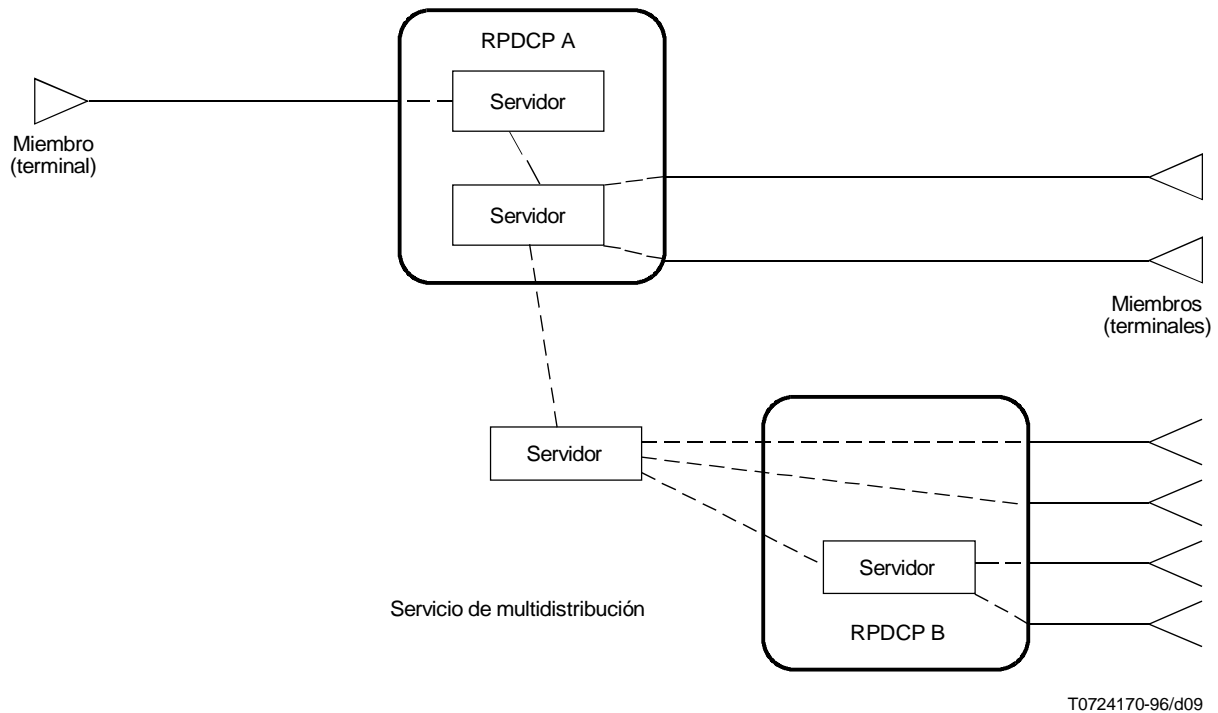 RPDCP A
Servidor
Miembro
(terminal)
Servidor
Miembros
(terminales)
Servidor
Servidor
Servicio de multidistribución
RPDCP B
T0724170-96/d09